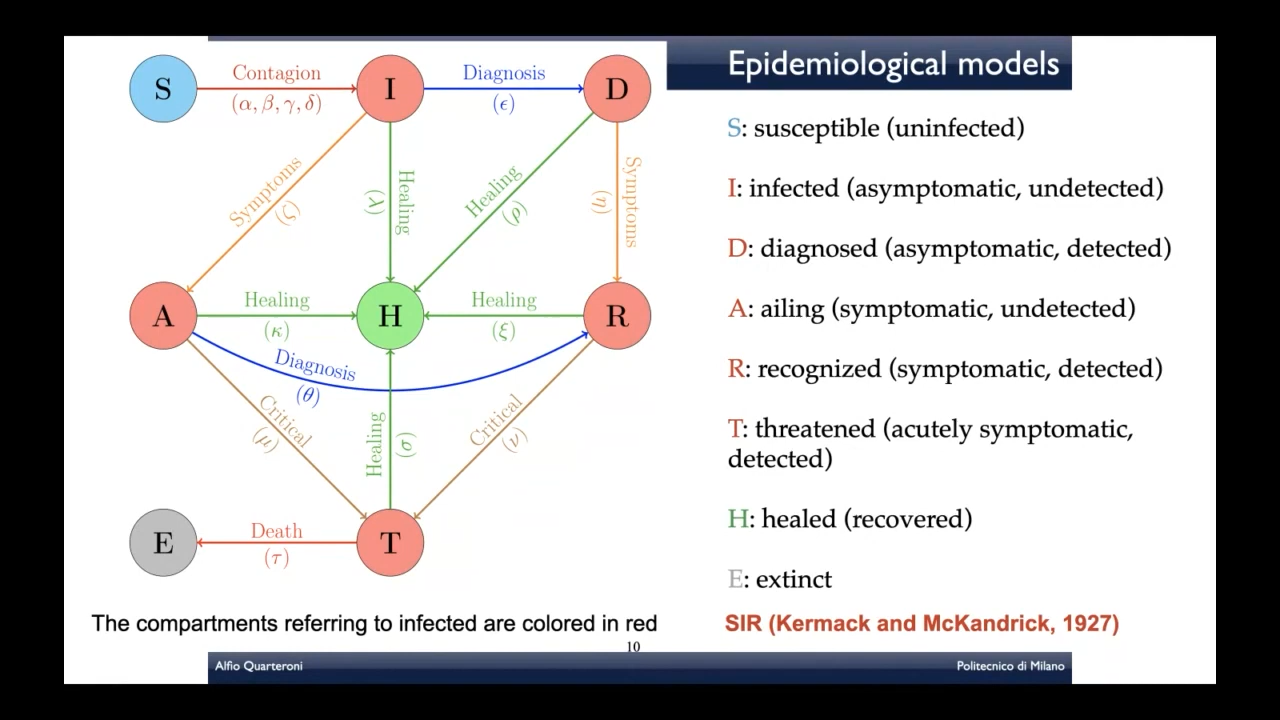 Epidemiological models
S
Contagion
(α, β, γ, δ)
I
Diagnosis
(ϵ)
D
Symptoms
(ζ)
Healing
(λ)
Healing
(ρ)
Symptoms
(η)
A
Healing
(κ)
H
Healing
(ξ)
R
Diagnosis
(θ)
Critical
(μ)
Healing
(σ)
Critical
(ν)
E
Death
(τ)
T
The compartments referring to infected are colored in red
S: susceptible (uninfected)
I: infected (asymptomatic, undetected)
D: diagnosed (asymptomatic, detected)
A: ailing (symptomatic, undetected)
R: recognized (symptomatic, detected)
T: threatened (acutely symptomatic,
detected)
H: healed (recovered)
E: extinct
SIR (Kermack and McKandrick, 1927)
10
Alfio Quarteroni
Politecnico di Milano